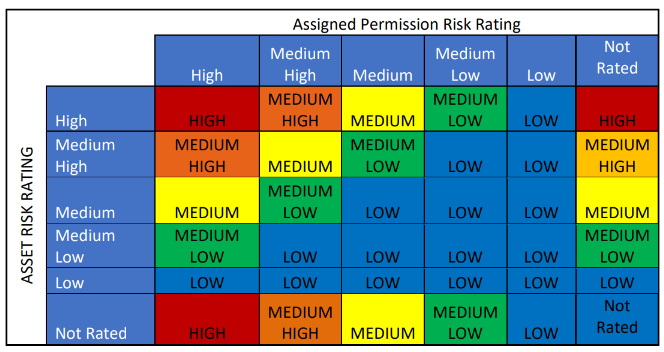 Assigned Permission Risk Rating
High Medium High Medium Medium Low Low Not Rated
ASSET RISK RATING
High HIGH MEDIUM HIGH MEDIUM MEDIUM LOW LOW HIGH
Medium High MEDIUM HIGH MEDIUM MEDIUM LOW LOW LOW MEDIUM HIGH
Medium MEDIUM MEDIUM LOW LOW LOW LOW MEDIUM
Medium Low MEDIUM LOW LOW LOW LOW LOW MEDIUM LOW
Low LOW LOW LOW LOW LOW LOW
Not Rated HIGH MEDIUM HIGH MEDIUM MEDIUM LOW LOW Not Rated